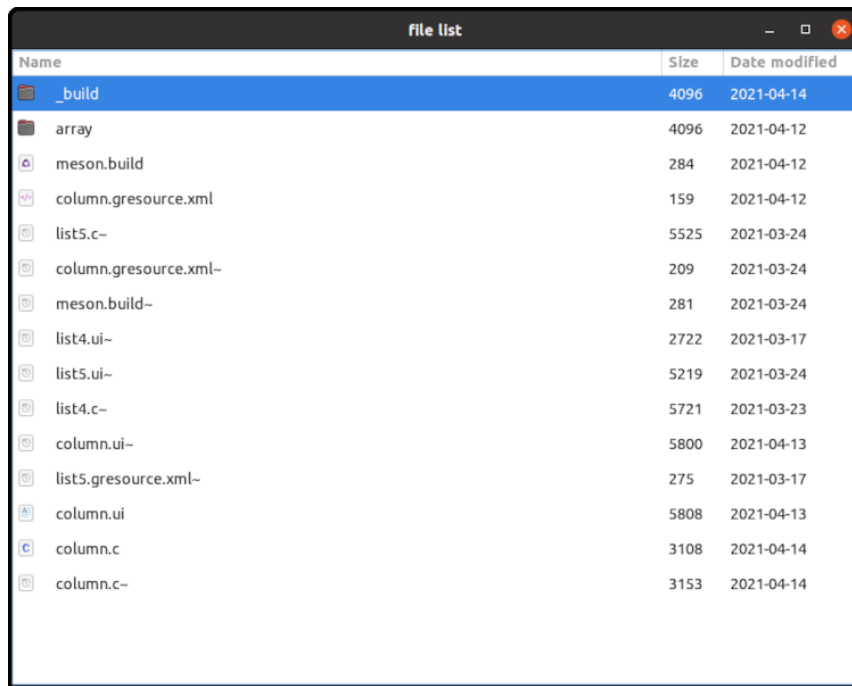 file list
Name Size Date modified
_build 4096 2021-04-14
array 4096 2021-04-12
meson.build 284 2021-04-12
column.gresource.xml 159 2021-04-12
list5.c~ 5525 2021-03-24
column.gresource.xml~ 209 2021-03-24
meson.build~ 281 2021-03-24
list4.ui~ 2722 2021-03-17
list5.ui~ 5219 2021-03-24
list4.c~ 5721 2021-03-23
column.ui~ 5800 2021-04-13
list5.gresource.xml~ 275 2021-03-17
column.ui 5808 2021-04-13
column.c 3108 2021-04-14
column.c~ 3153 2021-04-14